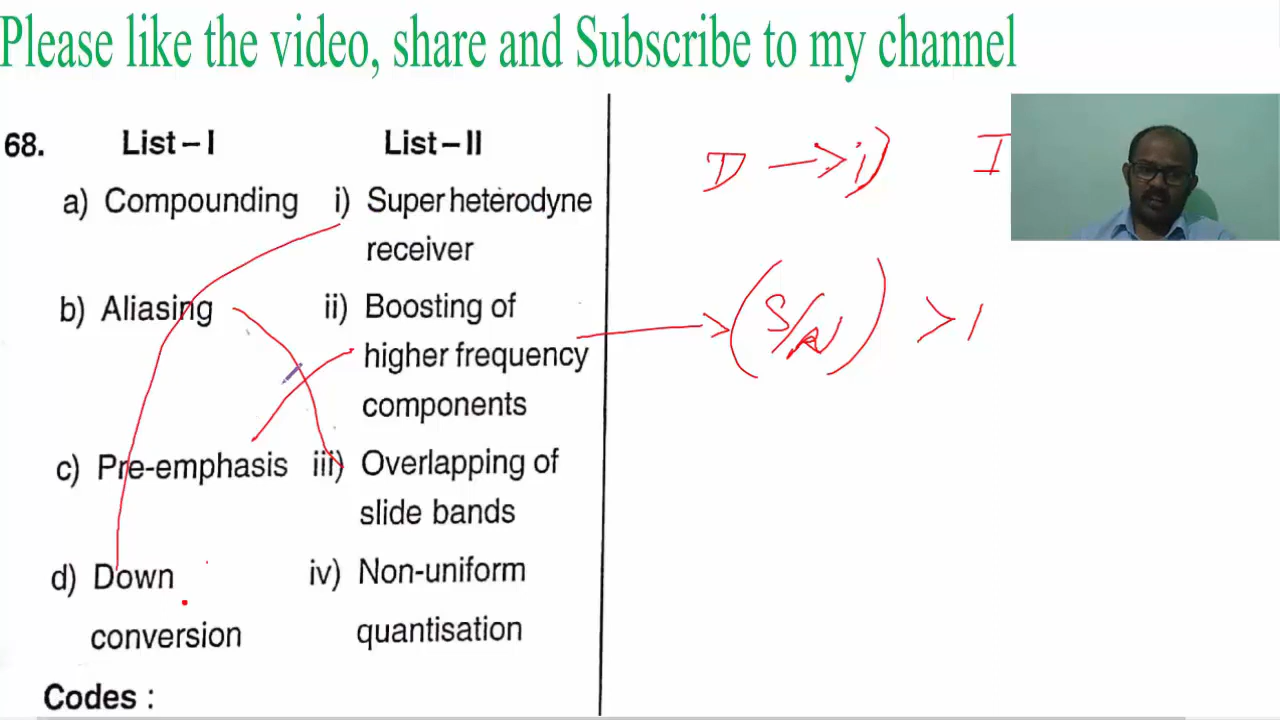 Please like the video, share and Subscribe to my channel
68. List – I List – II
a) Compounding i) Super heterodyne
receiver
b) Aliasing ii) Boosting of
higher frequency
components
c) Pre-emphasis iii) Overlapping of
slide bands
d) Down iv) Non-uniform
conversion quantisation
Codes :
D → i) I
(S/N) > 1